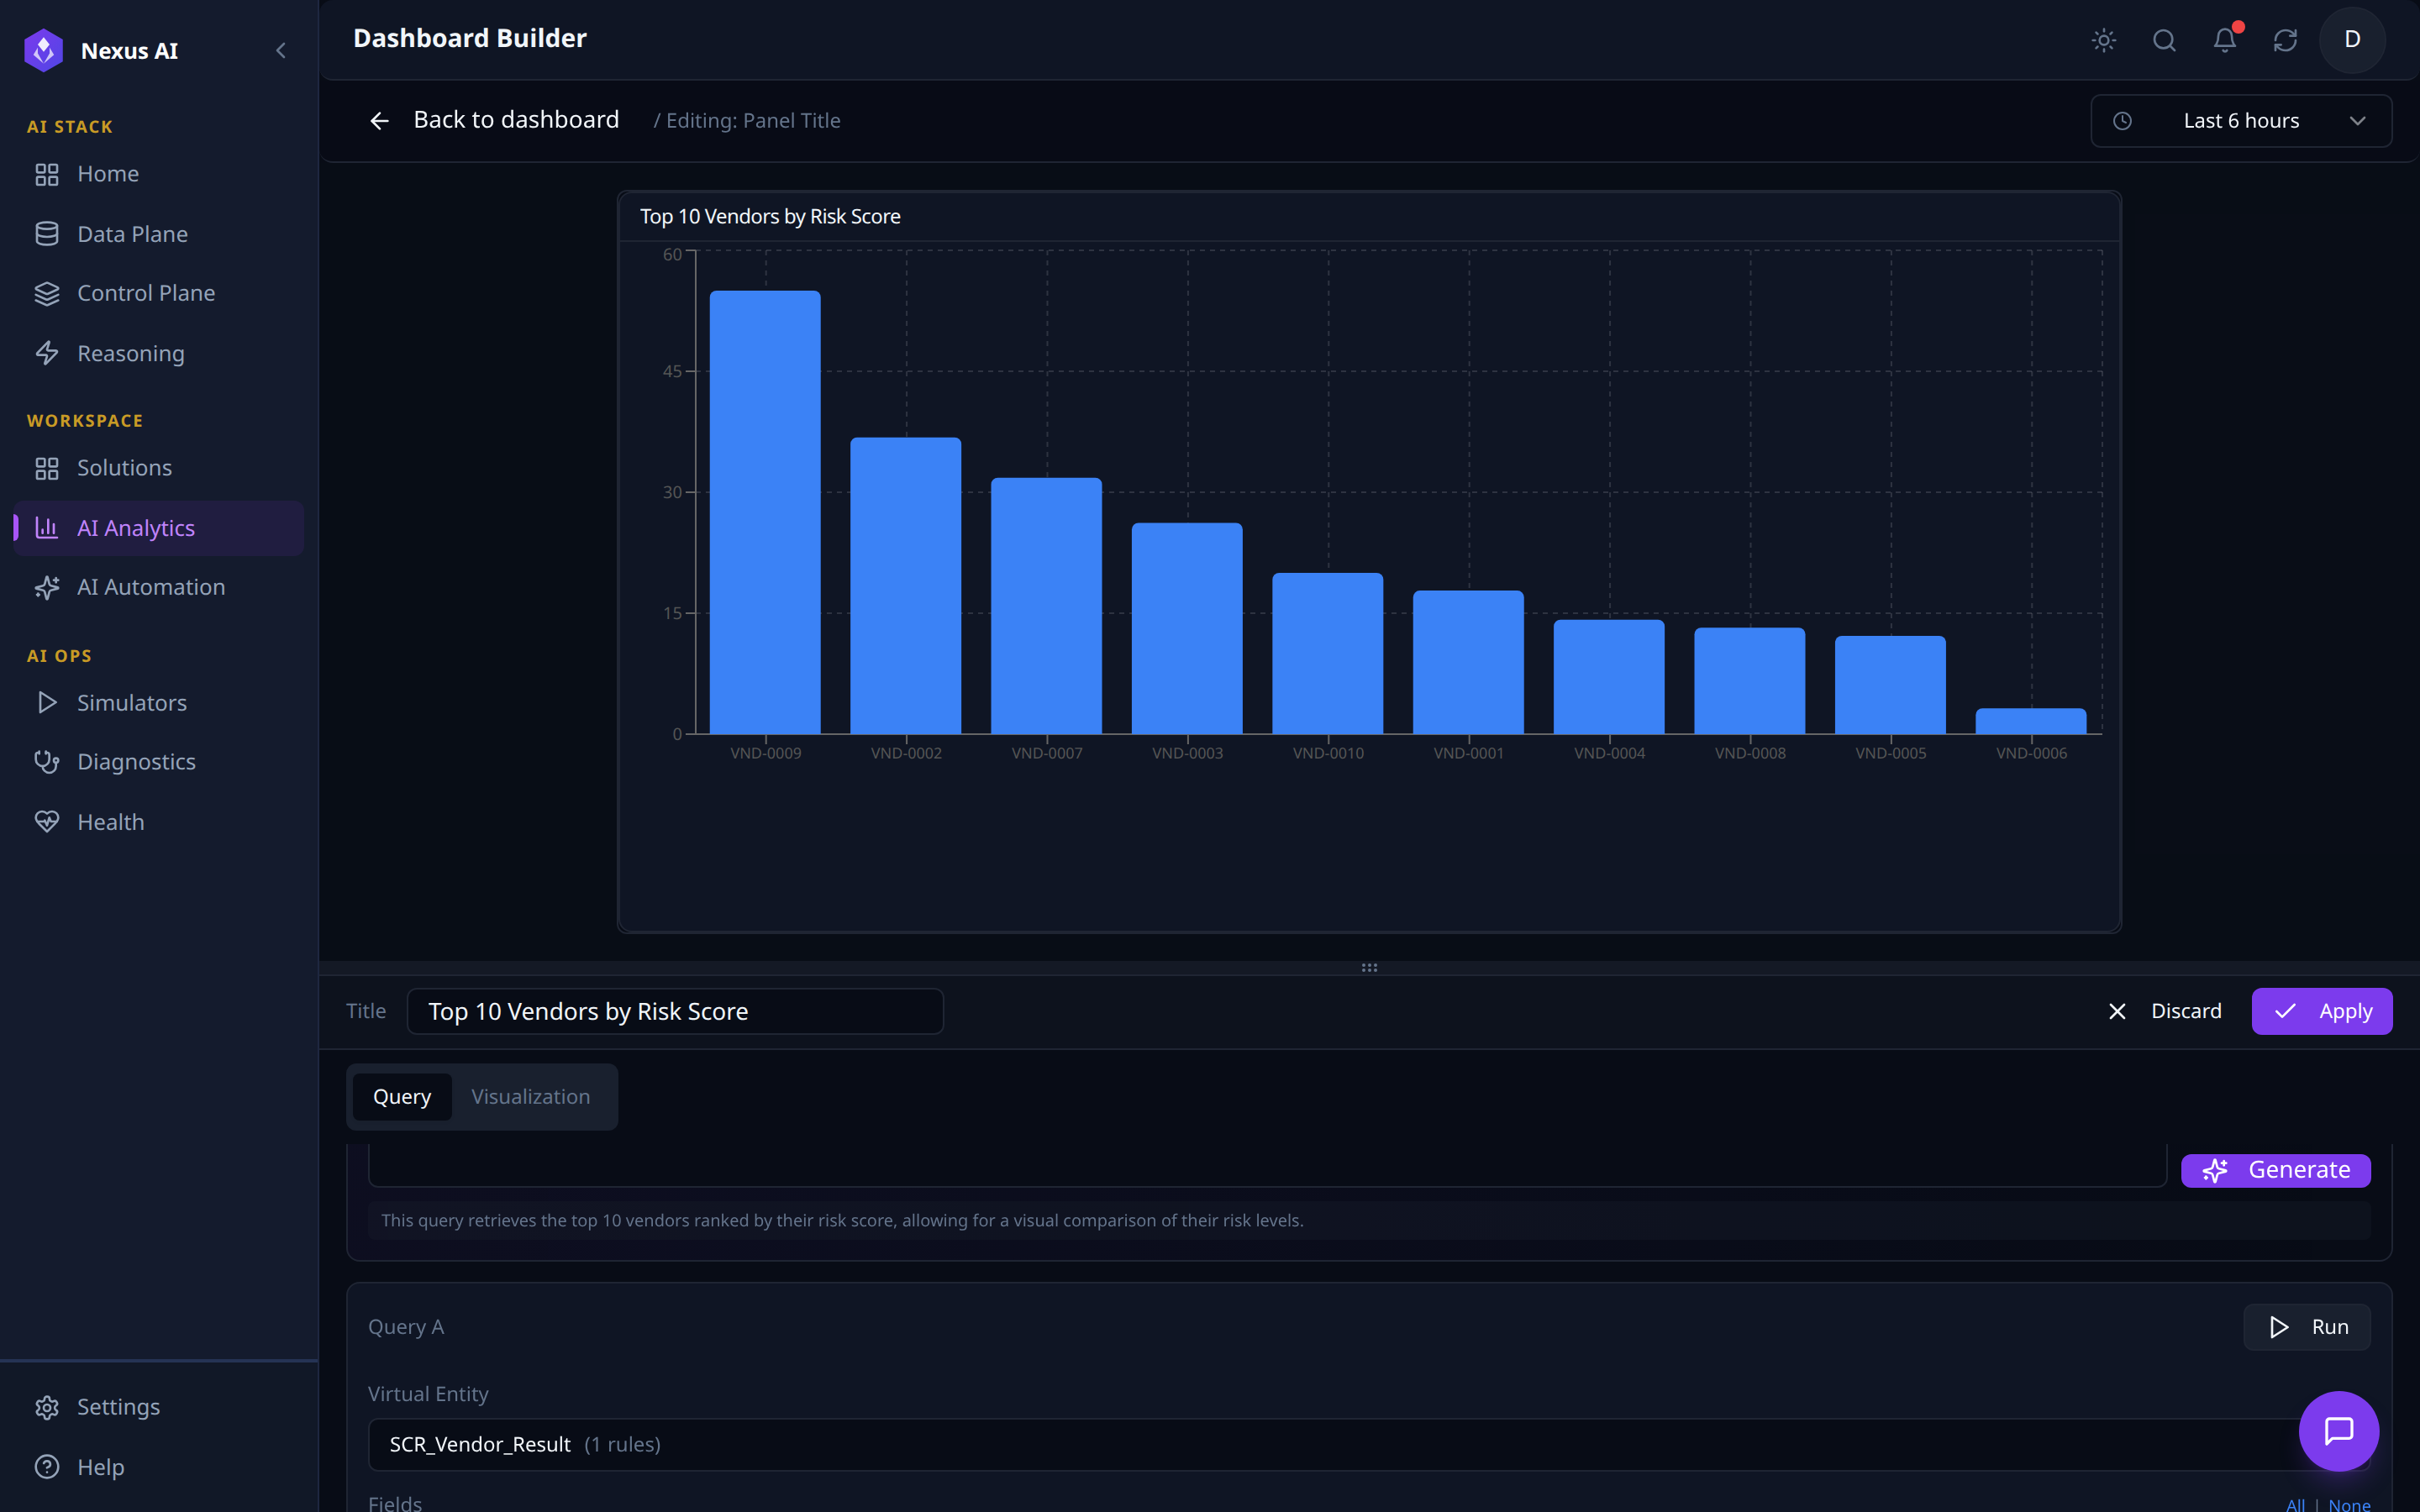 Nexus AI
AI STACK
Home
Data Plane
Control Plane
Reasoning
WORKSPACE
Solutions
AI Analytics
AI Automation
AI OPS
Simulators
Diagnostics
Health
Settings
Help
Dashboard Builder
D
Back to dashboard / Editing: Panel Title
Last 6 hours
Top 10 Vendors by Risk Score
60
45
30
15
0
VND-0009 VND-0002 VND-0007 VND-0003 VND-0010 VND-0001 VND-0004 VND-0008 VND-0005 VND-0006
Title Top 10 Vendors by Risk Score
Discard Apply
Query Visualization
Generate
This query retrieves the top 10 vendors ranked by their risk score, allowing for a visual comparison of their risk levels.
Query A
Run
Virtual Entity
SCR_Vendor_Result (1 rules)
Fields
All | None